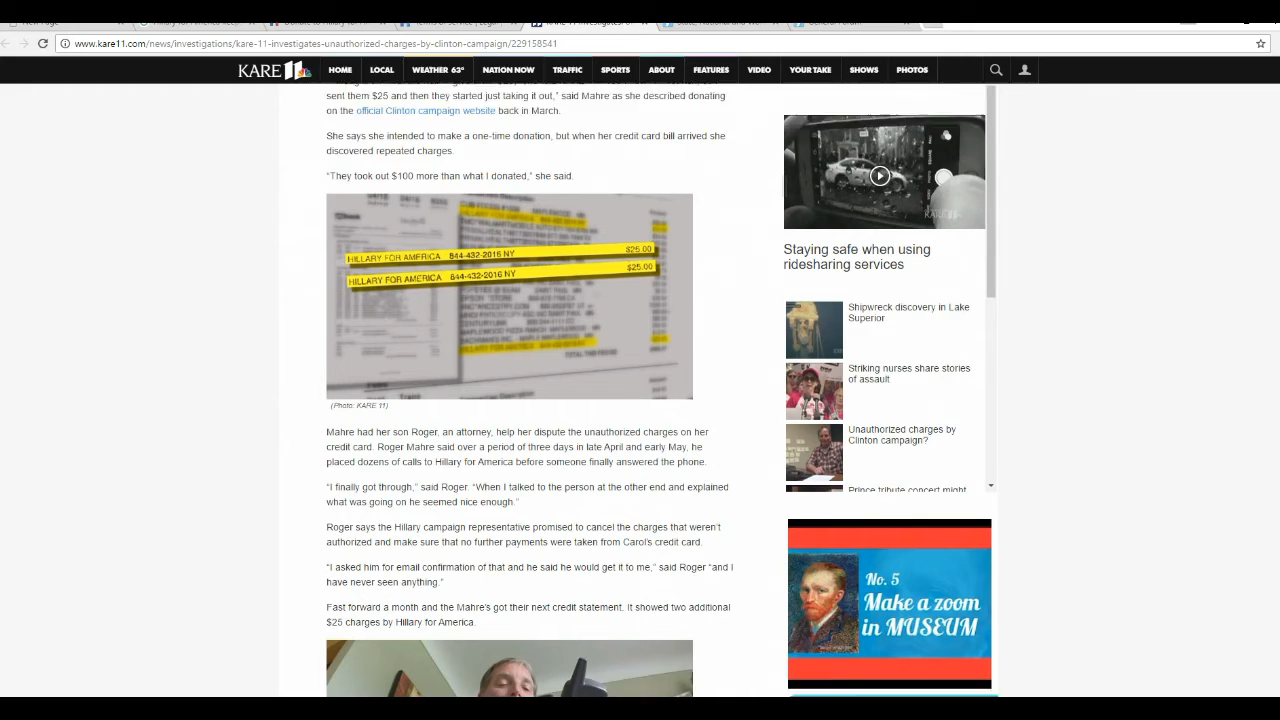 www.kare11.com/news/investigations/kare-11-investigates-unauthorized-charges-by-clinton-campaign/229158541
KARE 11 HOME LOCAL WEATHER 63° NATION NOW TRAFFIC SPORTS ABOUT FEATURES VIDEO YOUR TAKE SHOWS PHOTOS
sent them $25 and then they started just taking it out,” said Mahre as she described donating
on the official Clinton campaign website back in March.
She says she intended to make a one-time donation, but when her credit card bill arrived she
discovered repeated charges.
“They took out $100 more than what I donated,” she said.
HILLARY FOR AMERICA 844-432-2016 NY $25.00
HILLARY FOR AMERICA 844-432-2016 NY $25.00
(Photo: KARE 11)
Mahre had her son Roger, an attorney, help her dispute the unauthorized charges on her
credit card. Roger Mahre said over a period of three days in late April and early May, he
placed dozens of calls to Hillary for America before someone finally answered the phone.
“I finally got through,” said Roger. “When I talked to the person at the other end and explained
what was going on he seemed nice enough.”
Roger says the Hillary campaign representative promised to cancel the charges that weren’t
authorized and make sure that no further payments were taken from Carol’s credit card.
“I asked him for email confirmation of that and he said he would get it to me,” said Roger “and I
have never seen anything.”
Fast forward a month and the Mahre’s got their next credit statement. It showed two additional
$25 charges by Hillary for America.
KARE 11
Staying safe when using
ridesharing services
Shipwreck discovery in Lake
Superior
Striking nurses share stories
of assault
Unauthorized charges by
Clinton campaign?
Prince tribute concert might
No. 5
Make a zoom
in MUSEUM